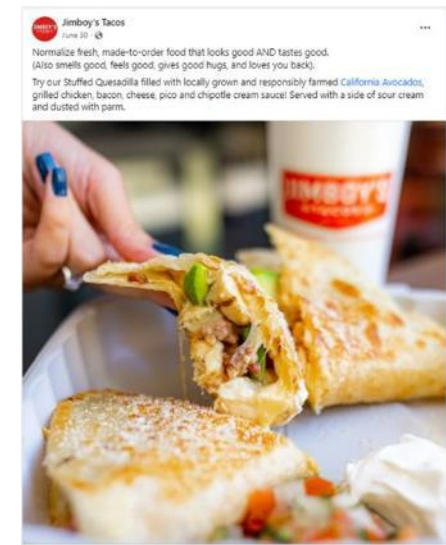 Jimboy's Tacos
June 30
Normalize fresh, made-to-order food that looks good AND tastes good.
(Also smells good, feels good, gives good hugs, and loves you back).
Try our Stuffed Quesadilla filled with locally grown and responsibly farmed California Avocados,
grilled chicken, bacon, cheese, pico and chipotle cream sauce! Served with a side of sour cream
and dusted with parm.
JIMBOY'S